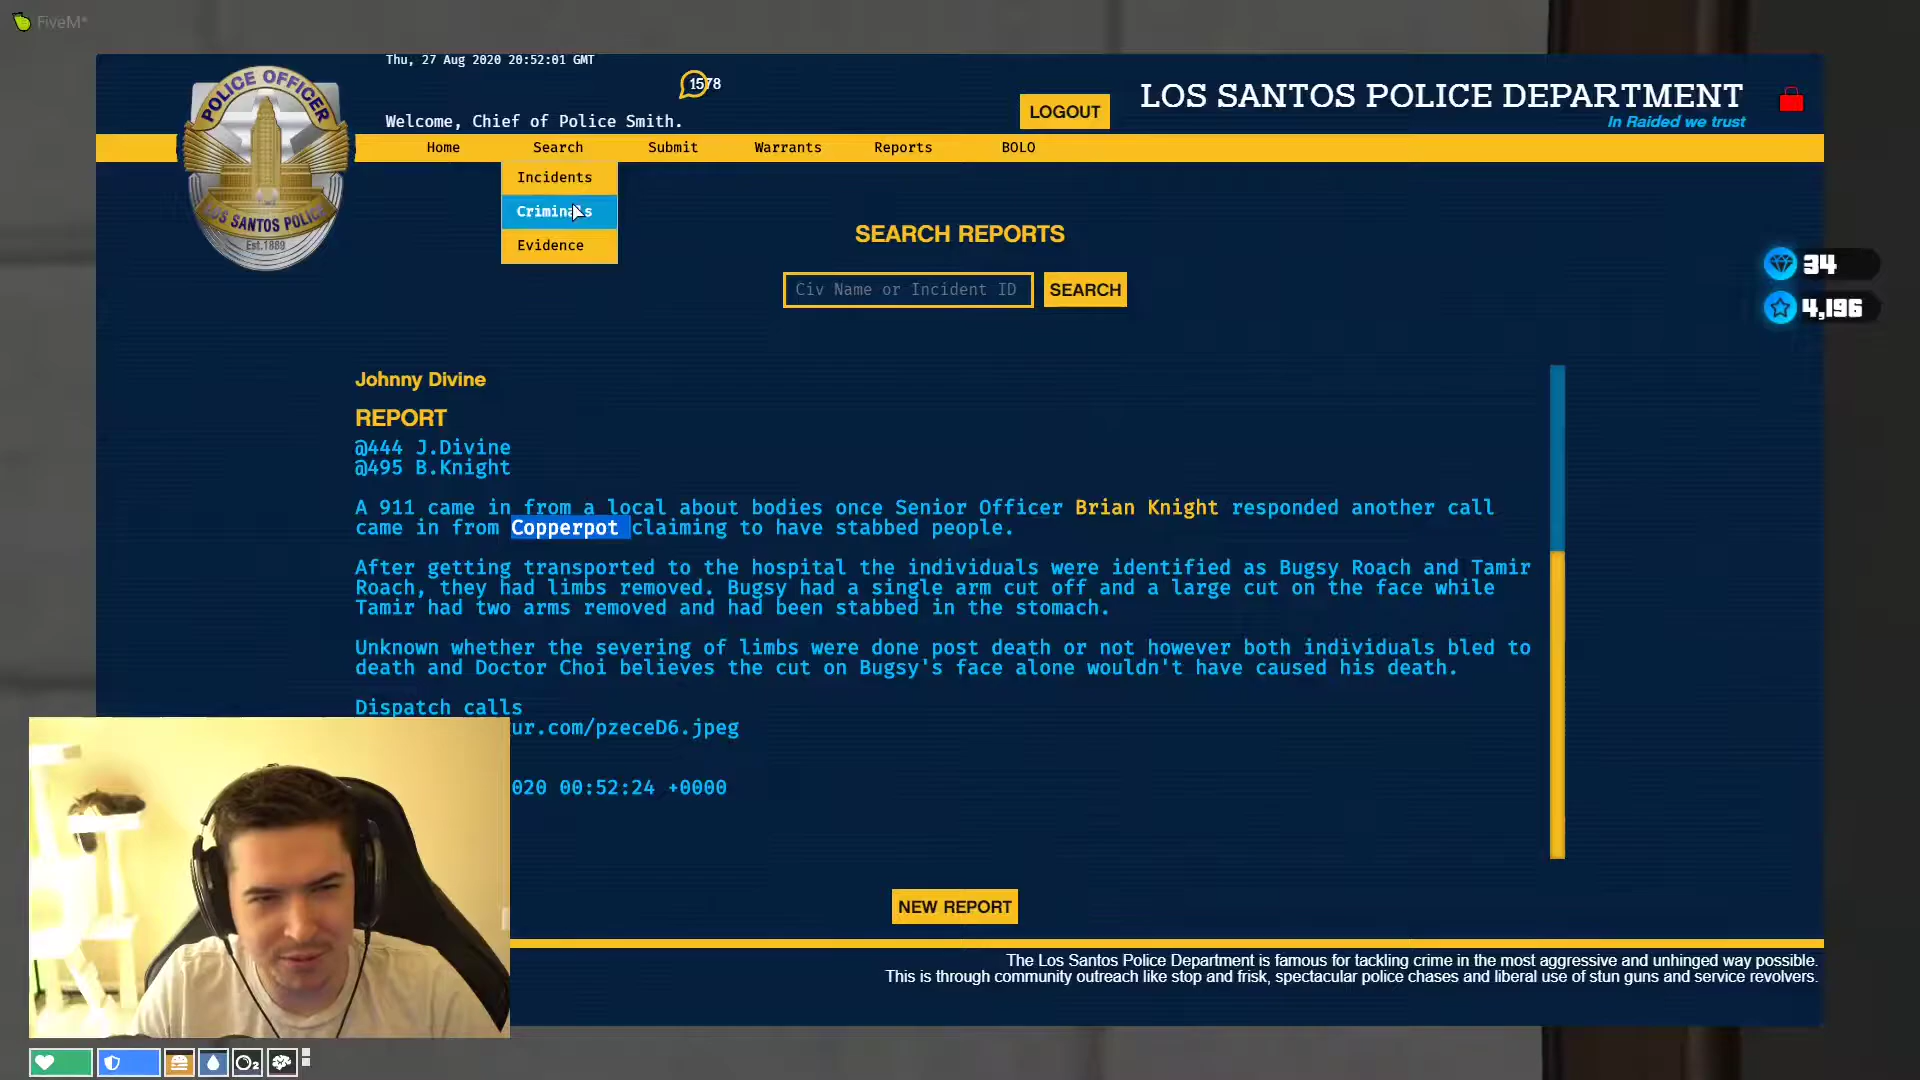 FiveM*
Thu, 27 Aug 2020 20:52:01 GMT
1578
Welcome, Chief of Police Smith.
LOGOUT
LOS SANTOS POLICE DEPARTMENT
In Raided we trust
POLICE OFFICER
LOS SANTOS POLICE
Est.1889
Home Search Submit Warrants Reports BOLO
Incidents
Criminals
Evidence
SEARCH REPORTS
Civ Name or Incident ID SEARCH
34
4,196
Johnny Divine
REPORT
@444 J.Divine
@495 B.Knight
A 911 came in from a local about bodies once Senior Officer Brian Knight responded another call
came in from Copperpot claiming to have stabbed people.
After getting transported to the hospital the individuals were identified as Bugsy Roach and Tamir
Roach, they had limbs removed. Bugsy had a single arm cut off and a large cut on the face while
Tamir had two arms removed and had been stabbed in the stomach.
Unknown whether the severing of limbs were done post death or not however both individuals bled to
death and Doctor Choi believes the cut on Bugsy's face alone wouldn't have caused his death.
Dispatch calls
ur.com/pzeceD6.jpeg
020 00:52:24 +0000
NEW REPORT
The Los Santos Police Department is famous for tackling crime in the most aggressive and unhinged way possible.
This is through community outreach like stop and frisk, spectacular police chases and liberal use of stun guns and service revolvers.
O2